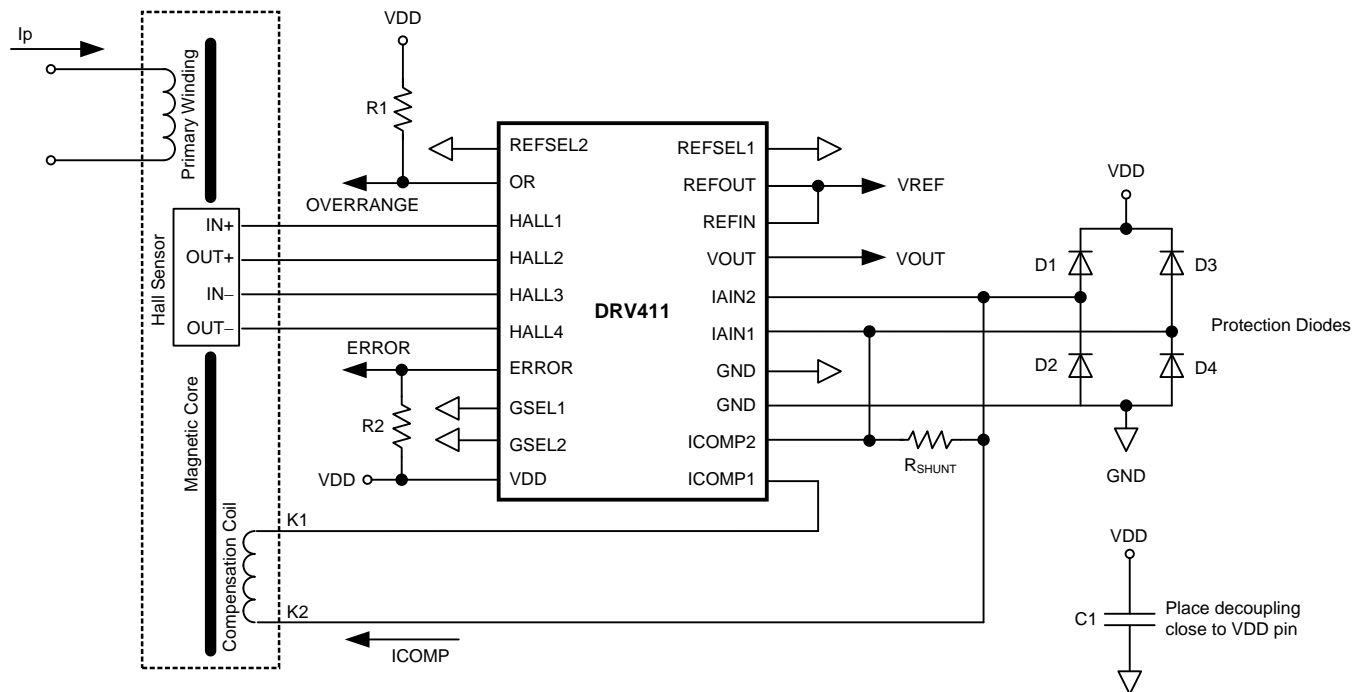 Ip
Primary Winding
VDD
R1
OVERRANGE
Hall Sensor
IN+
OUT+
IN–
OUT–
ERROR
R2
VDD
Magnetic Core
Compensation Coil
K1
K2
ICOMP
DRV411
REFSEL2
OR
HALL1
HALL2
HALL3
HALL4
ERROR
GSEL1
GSEL2
VDD
REFSEL1
REFOUT
REFIN
VOUT
IAIN2
IAIN1
GND
GND
ICOMP2
ICOMP1
VREF
VOUT
RSHUNT
VDD
D1
D3
D2
D4
Protection Diodes
GND
VDD
C1
Place decoupling
close to VDD pin